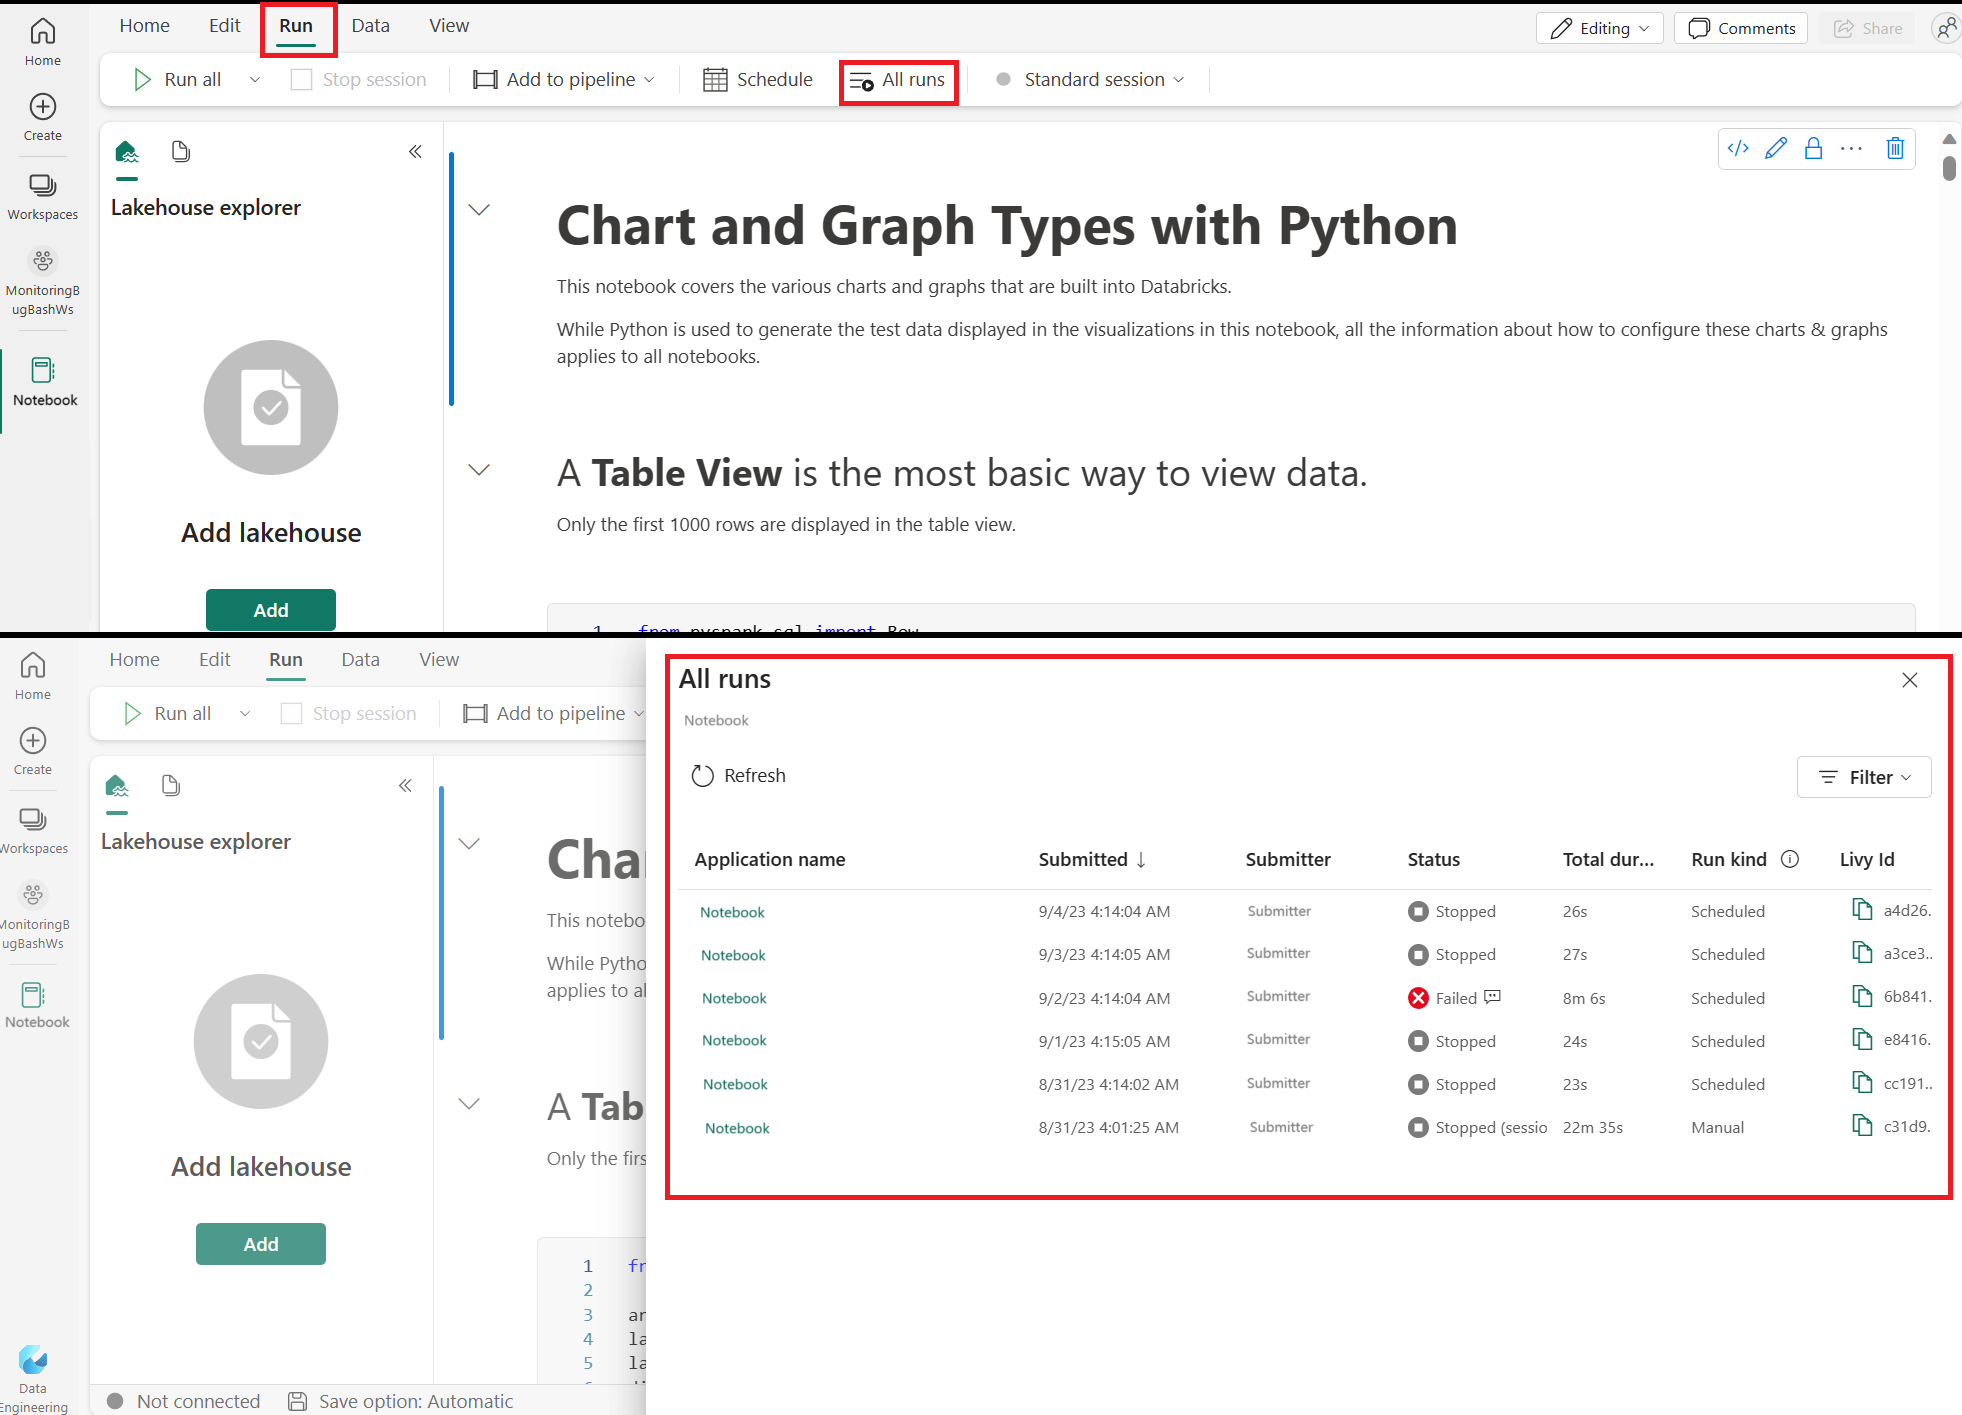 Home Edit Run Data View
Editing Comments Share
Home
Run all Stop session Add to pipeline Schedule All runs Standard session
Create
Workspaces
Lakehouse explorer
Chart and Graph Types with Python
MonitoringB
ugBashWs
This notebook covers the various charts and graphs that are built into Databricks.
While Python is used to generate the test data displayed in the visualizations in this notebook, all the information about how to configure these charts & graphs
applies to all notebooks.
Notebook
A Table View is the most basic way to view data.
Only the first 1000 rows are displayed in the table view.
Add lakehouse
Add
1 from pyspark.sql import Row
Home Edit Run Data View
Home
Run all Stop session Add to pipeline
Create
Workspaces
Lakehouse explorer
Cha
MonitoringB
ugBashWs
This notebo
While Pytho
applies to al
Notebook
A Tab
Only the firs
Add lakehouse
Add
1 fr
2
3 ar
4 la
5 la
6 di
Data
Engineering
Not connected Save option: Automatic
All runs
Notebook
Refresh
Filter
Application name Submitted ↓ Submitter Status Total dur... Run kind Livy Id
Notebook 9/4/23 4:14:04 AM Submitter Stopped 26s Scheduled a4d26.
Notebook 9/3/23 4:14:05 AM Submitter Stopped 27s Scheduled a3ce3..
Notebook 9/2/23 4:14:04 AM Submitter Failed 8m 6s Scheduled 6b841.
Notebook 9/1/23 4:15:05 AM Submitter Stopped 24s Scheduled e8416.
Notebook 8/31/23 4:14:02 AM Submitter Stopped 23s Scheduled cc191..
Notebook 8/31/23 4:01:25 AM Submitter Stopped (sessio 22m 35s Manual c31d9.